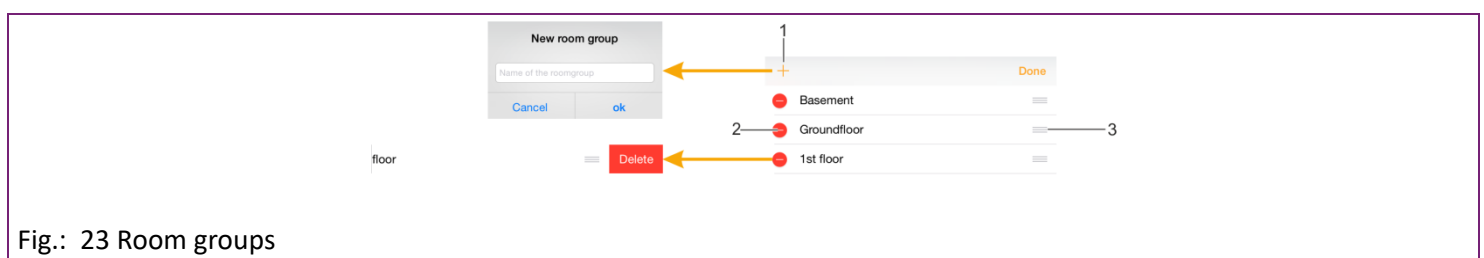 New room group
Name of the roomgroup
Cancel ok
floor Delete
1
+ Done
Basement
2 Groundfloor 3
1st floor
Fig.: 23 Room groups